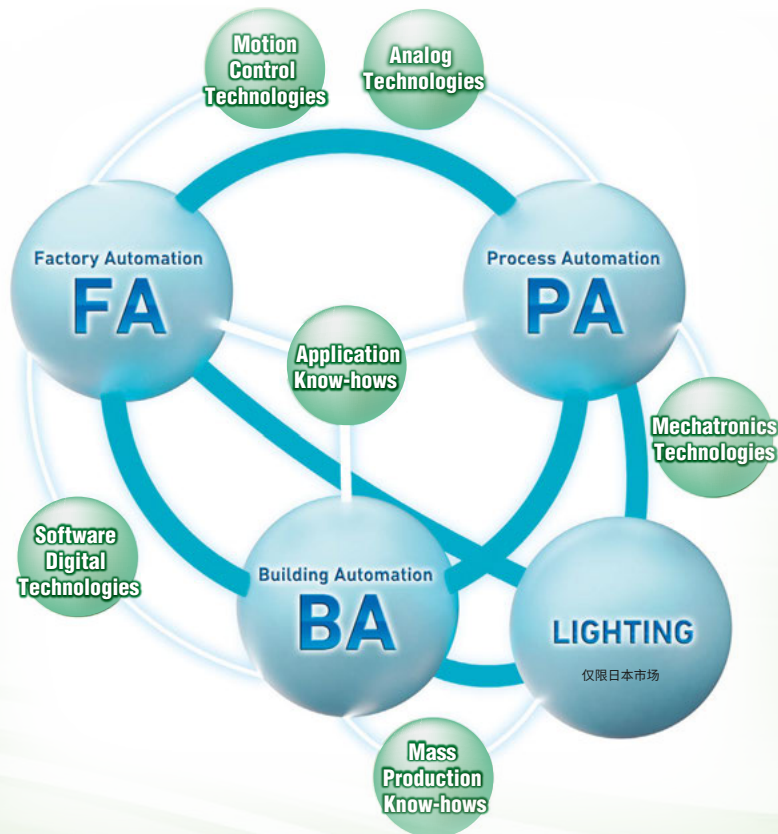 Motion
Control
Technologies
Analog
Technologies
Factory Automation
FA
Process Automation
PA
Application
Know-hows
Mechatronics
Technologies
Software
Digital
Technologies
Building Automation
BA
LIGHTING
仅限日本市场
Mass
Production
Know-hows